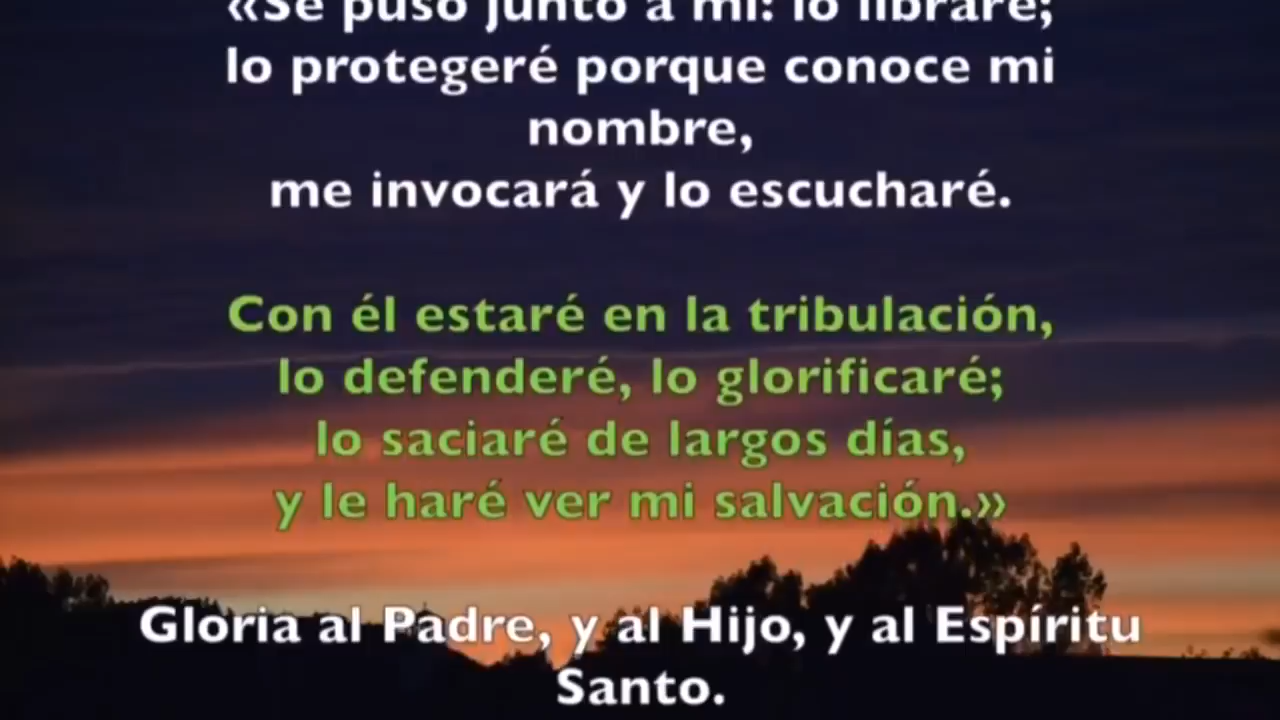 «Se puso junto a mí: lo libraré;
lo protegeré porque conoce mi
nombre,
me invocará y lo escucharé.
Con él estaré en la tribulación,
lo defenderé, lo glorificaré;
lo saciaré de largos días,
y le haré ver mi salvación.»
Gloria al Padre, y al Hijo, y al Espíritu
Santo.